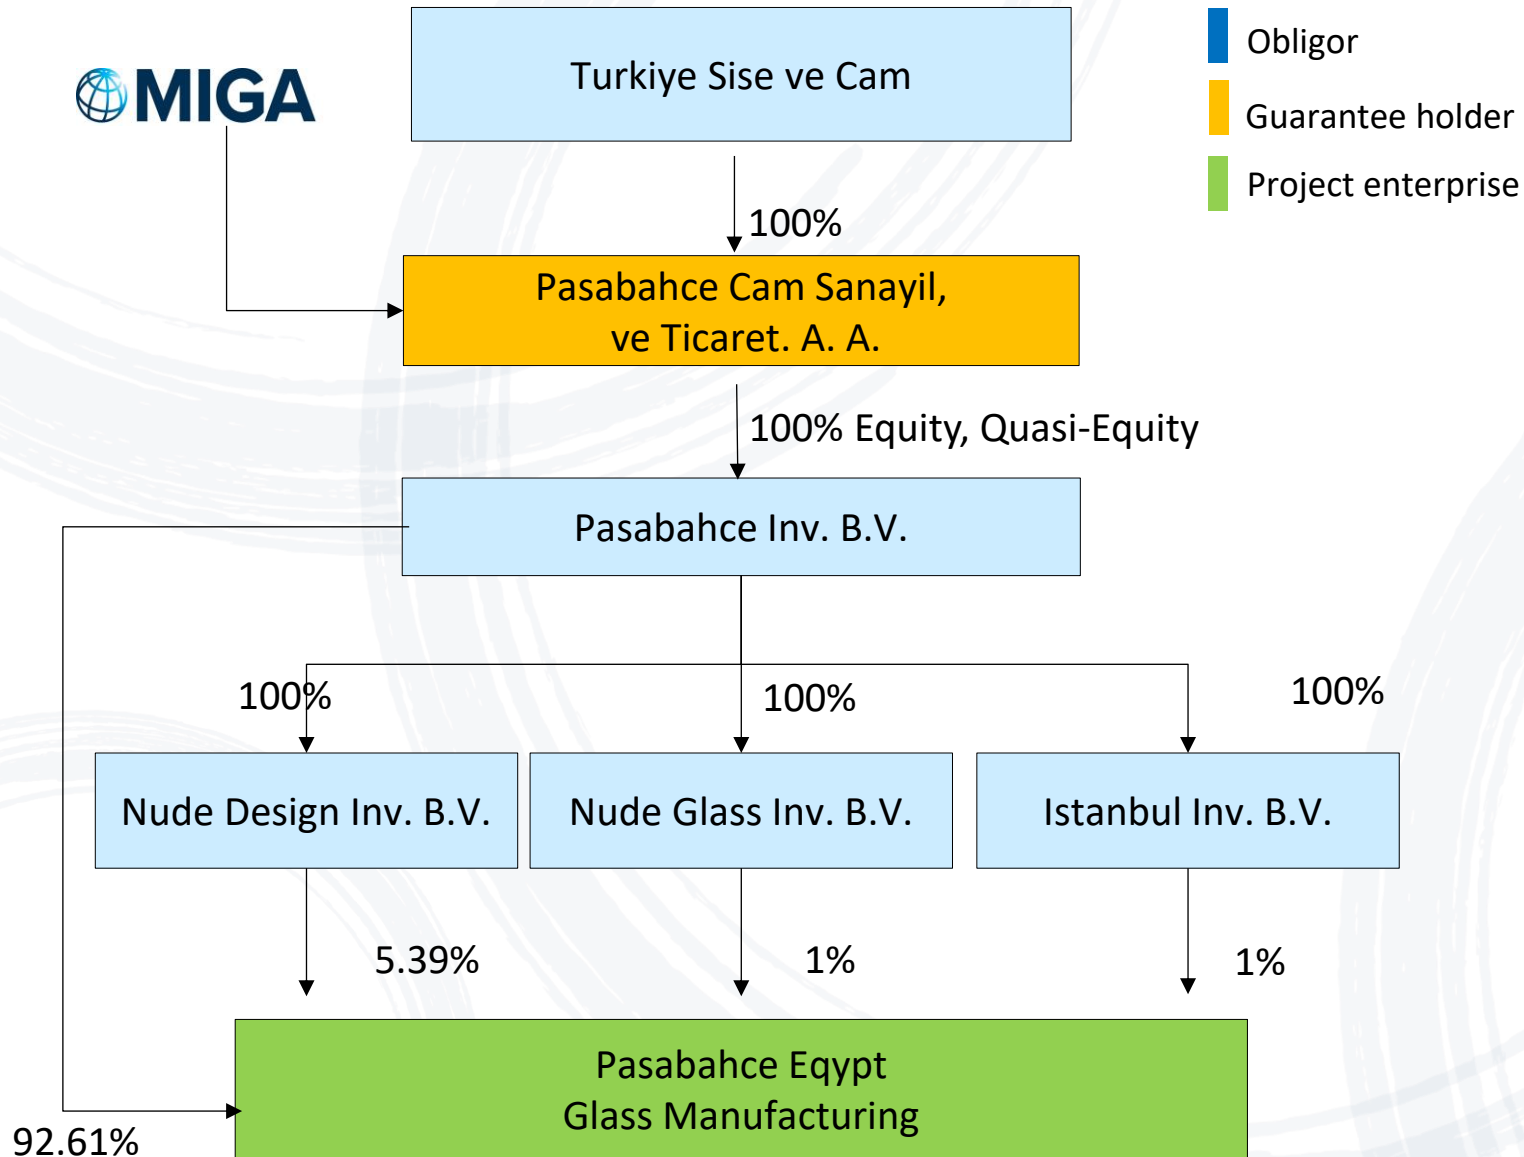 MIGA
Turkiye Sise ve Cam
Obligor
Guarantee holder
Project enterprise
100%
Pasabahce Cam Sanayil,
ve Ticaret. A. A.
100% Equity, Quasi-Equity
Pasabahce Inv. B.V.
100%
100%
100%
Nude Design Inv. B.V.
Nude Glass Inv. B.V.
Istanbul Inv. B.V.
5.39%
1%
1%
Pasabahce Eqypt
Glass Manufacturing
92.61%